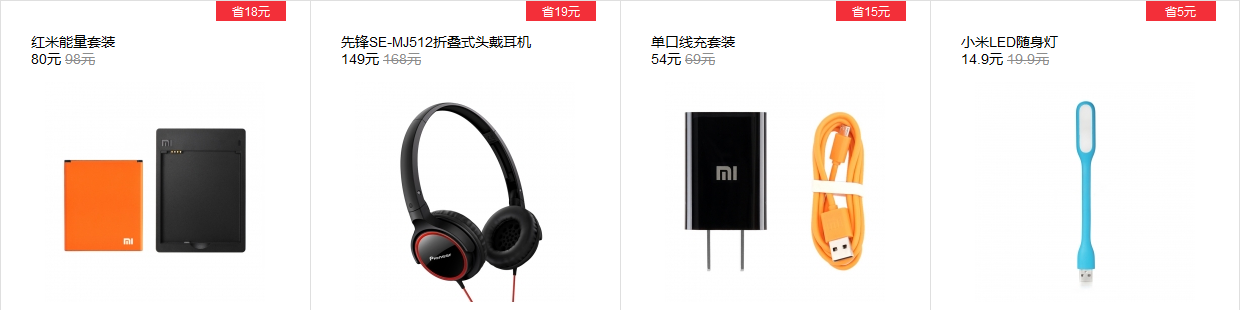 省18元
红米能量套装
80元 98元
mi
mi
省19元
先锋SE-MJ512折叠式头戴耳机
149元 168元
Pioneer
省15元
单口线充套装
54元 69元
mi
省5元
小米LED随身灯
14.9元 19.9元